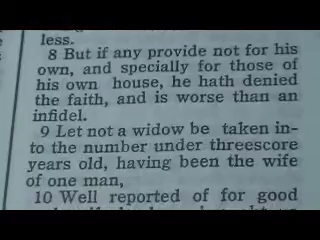 less.
8 But if any provide not for his
own, and specially for those of
his own house, he hath denied
the faith, and is worse than an
infidel.
9 Let not a widow be taken in-
to the number under threescore
years old, having been the wife
of one man,
10 Well reported of for good